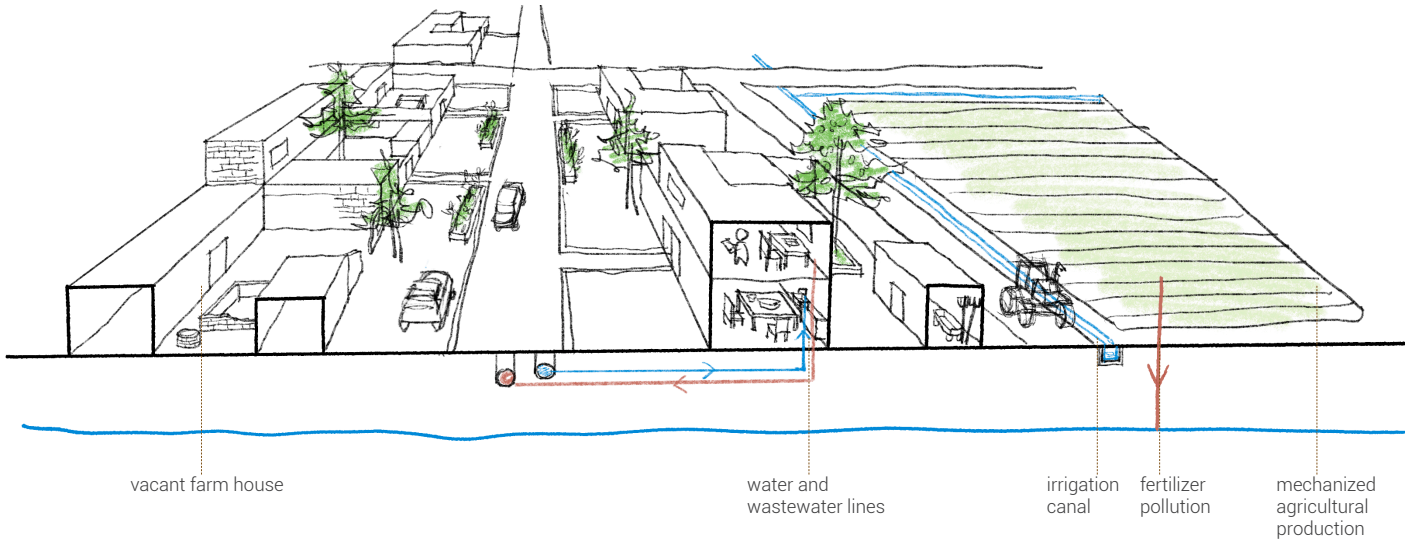 vacant farm house
water and
wastewater lines
irrigation
canal
fertilizer
pollution
mechanized
agricultural
production